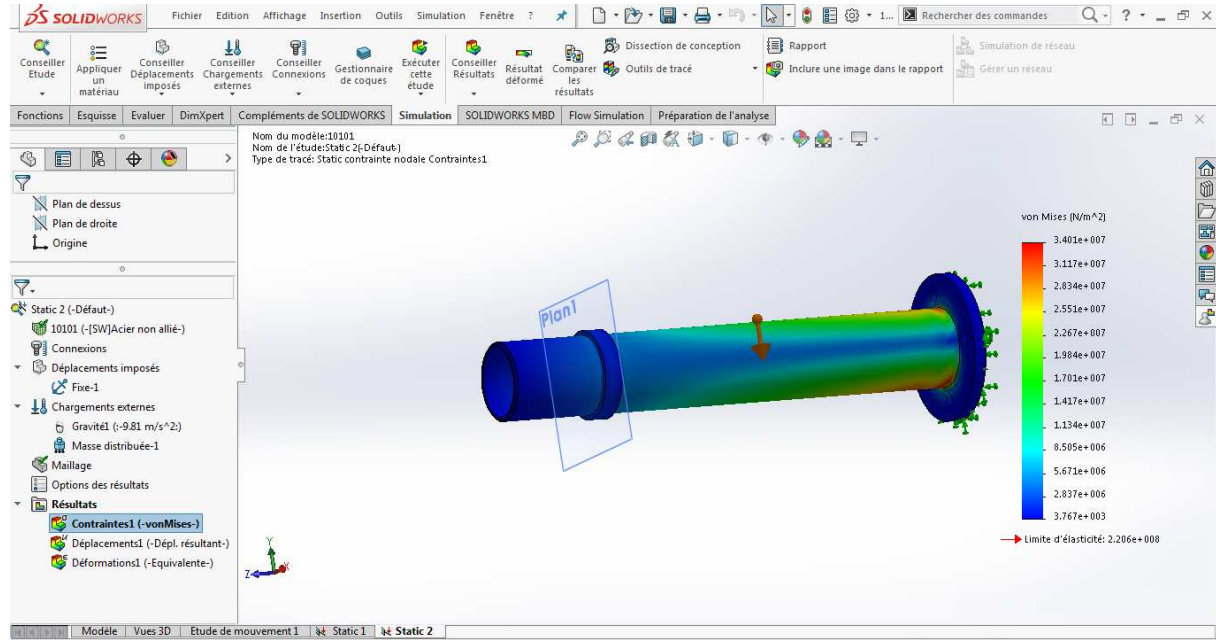 SOLIDWORKS
Fichier Edition Affichage Insertion Outils Simulation Fenêtre ?
1...
Rechercher des commandes
?
Conseiller Etude
Appliquer un matériau
Conseiller Déplacements imposés
Conseiller Chargements externes
Conseiller Connexions
Gestionnaire de coques
Exécuter cette étude
Conseiller Résultats
Résultat déformé
Comparer les résultats
Dissection de conception
Outils de tracé
Rapport
Inclure une image dans le rapport
Simulation de réseau
Gérer un réseau
Fonctions Esquisse Evaluer DimXpert Compléments de SOLIDWORKS Simulation SOLIDWORKS MBD Flow Simulation Préparation de l'analyse
Nom du modèle:10101
Nom de l'étude:Static 2(-Défaut-)
Type de tracé: Static contrainte nodale Contraintes1
Plan de dessus
Plan de droite
Origine
Static 2 (-Défaut-)
10101 (-[SW]Acier non allié-)
Connexions
Déplacements imposés
Fixe-1
Chargements externes
Gravité1 (:-9.81 m/s^2:)
Masse distribuée-1
Maillage
Options des résultats
Résultats
Contraintes1 (-vonMises-)
Déplacements1 (-Dépl. résultant-)
Déformations1 (-Equivalente-)
Plan1
von Mises (N/m^2)
3.401e+007
3.117e+007
2.834e+007
2.551e+007
2.267e+007
1.984e+007
1.701e+007
1.417e+007
1.134e+007
8.505e+006
5.671e+006
2.837e+006
3.767e+003
Limite d'élasticité: 2.206e+008
Y
Z
X
Modèle Vues 3D Etude de mouvement 1 Static 1 Static 2